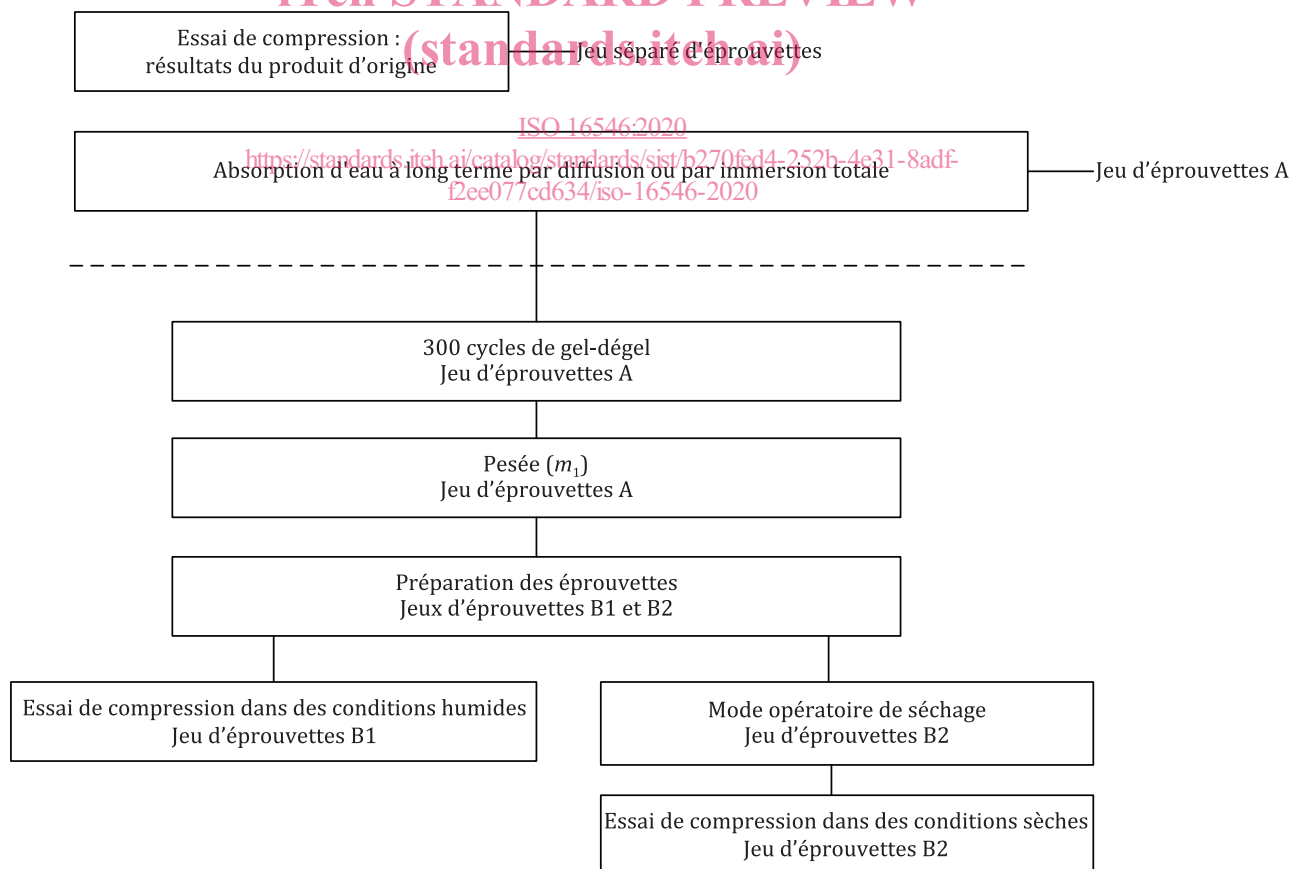 iTeh STANDARD PREVIEW
(standards.iteh.ai)
Essai de compression :
résultats du produit d’origine
Jeu séparé d’éprouvettes
ISO 16546:2020
https://standards.iteh.ai/catalog/standards/sist/b270fed4-252b-4e31-8adf-
f2ee077cd634/iso-16546-2020
Absorption d'eau à long terme par diffusion ou par immersion totale
Jeu d’éprouvettes A
300 cycles de gel-dégel
Jeu d’éprouvettes A
Pesée (m₁)
Jeu d’éprouvettes A
Préparation des éprouvettes
Jeux d’éprouvettes B1 et B2
Essai de compression dans des conditions humides
Jeu d’éprouvettes B1
Mode opératoire de séchage
Jeu d’éprouvettes B2
Essai de compression dans des conditions sèches
Jeu d’éprouvettes B2